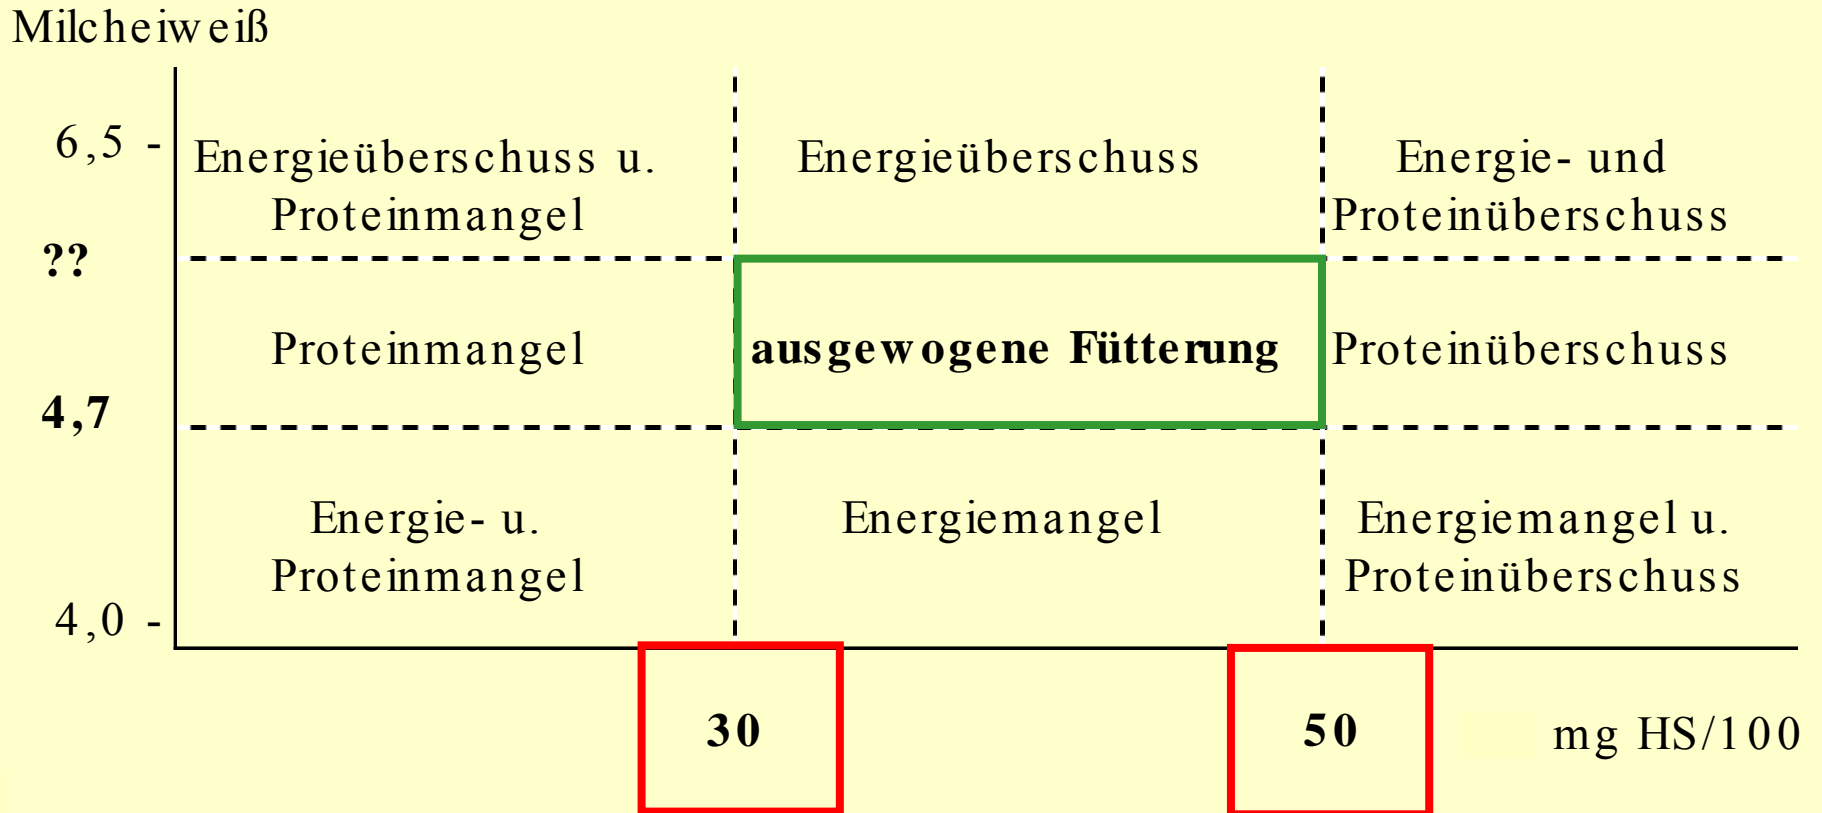 Milcheiweiß
6,5 -
Energieüberschuss u.
Proteinmangel
Energieüberschuss
Energie- und
Proteinüberschuss
??
Proteinmangel
ausgewogene Fütterung
Proteinüberschuss
4,7
Energie- u.
Proteinmangel
Energiemangel
Energiemangel u.
Proteinüberschuss
4,0 -
30
50
mg HS/100